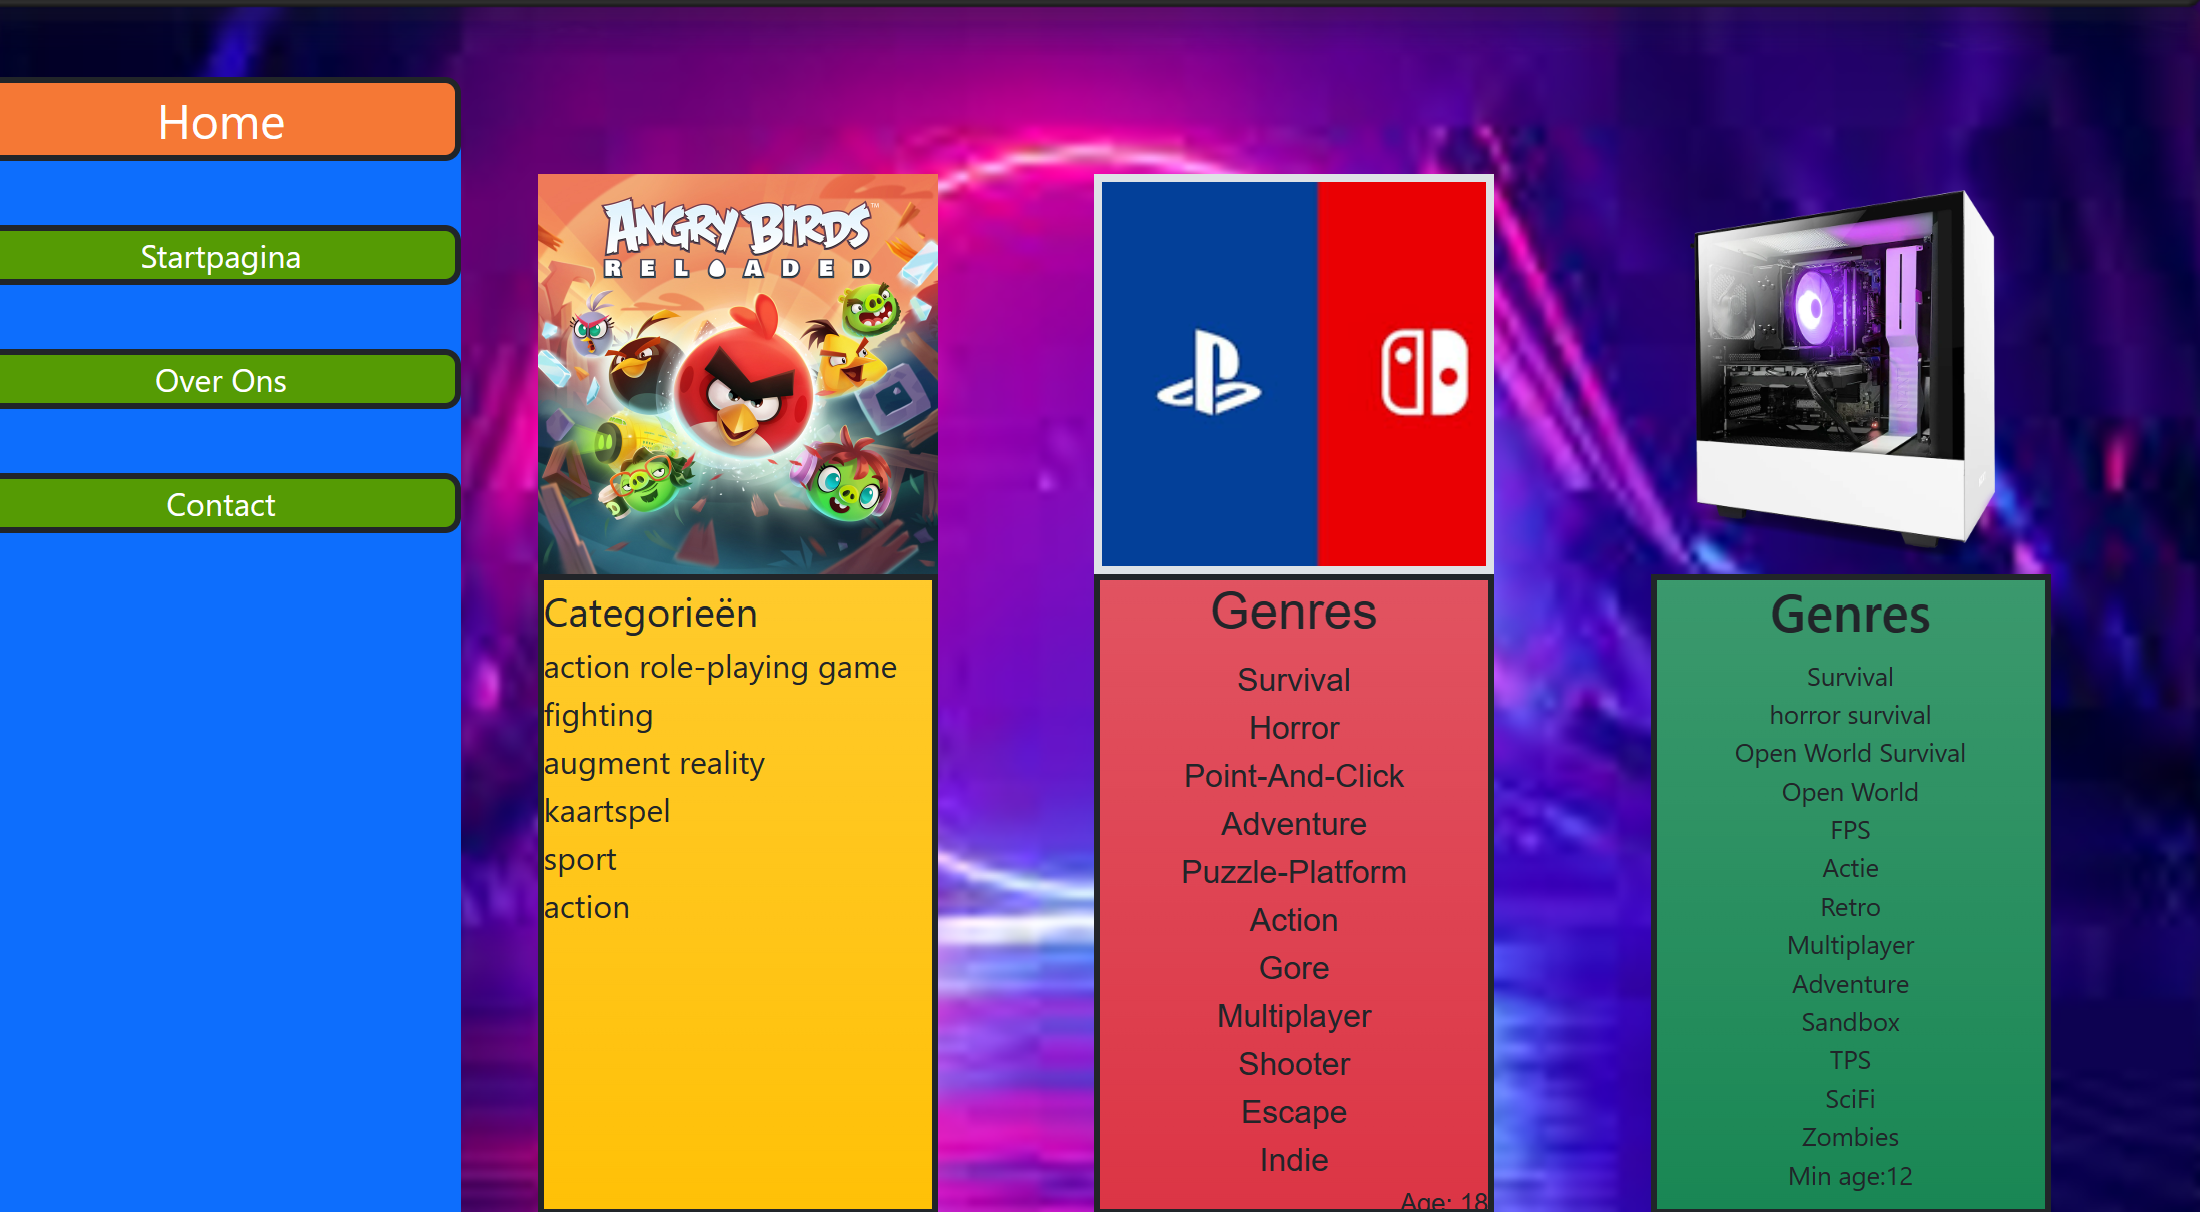 Home
Startpagina
Over Ons
Contact
ANGRY BIRDS™
RELOADED
Categorieën
action role-playing game
fighting
augment reality
kaartspel
sport
action
Genres
Survival
Horror
Point-And-Click
Adventure
Puzzle-Platform
Action
Gore
Multiplayer
Shooter
Escape
Indie
Age: 18
Genres
Survival
horror survival
Open World Survival
Open World
FPS
Actie
Retro
Multiplayer
Adventure
Sandbox
TPS
SciFi
Zombies
Min age:12